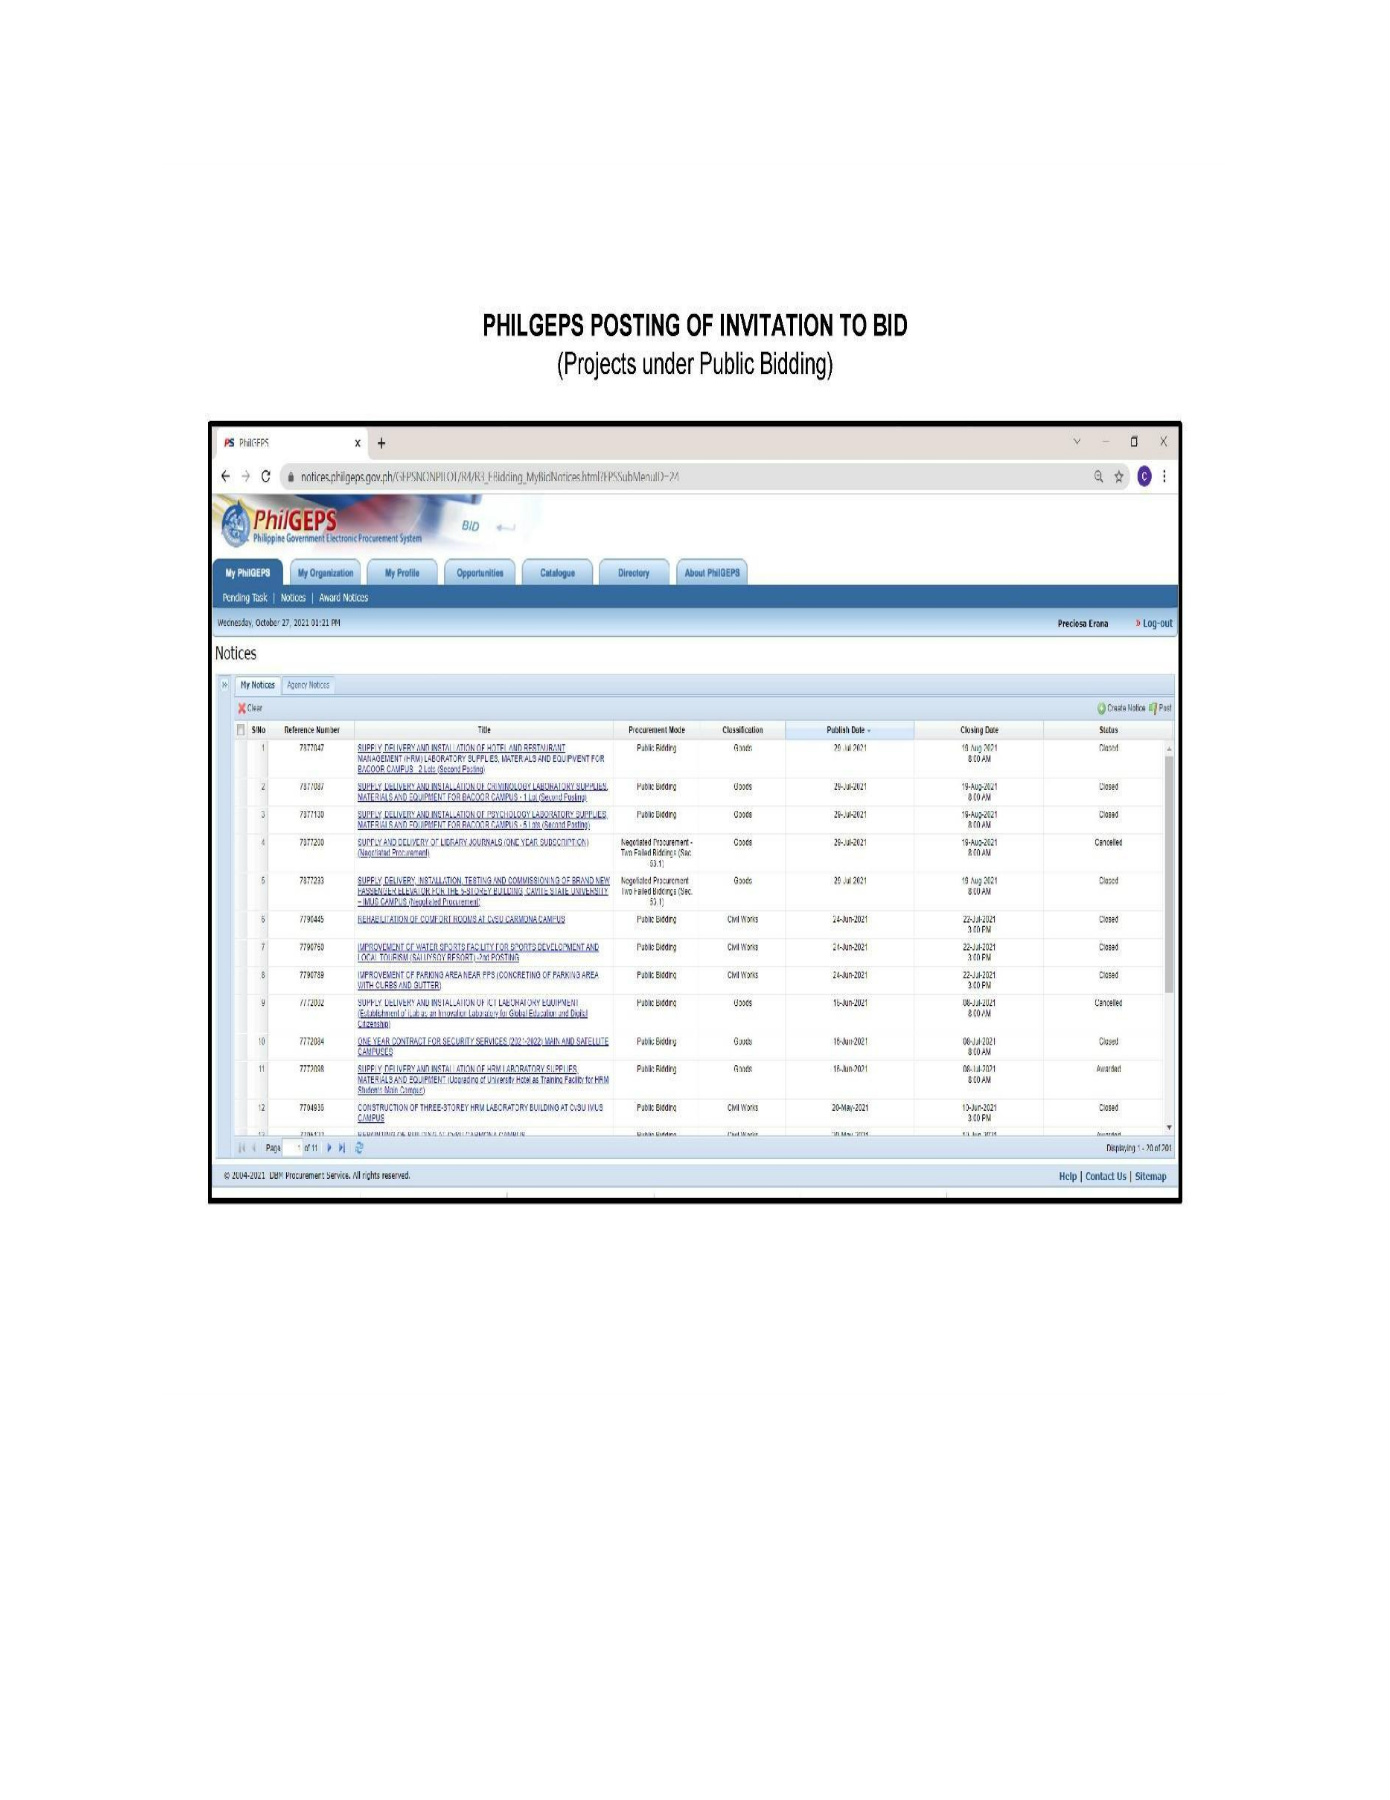 PHILGEPS POSTING OF INVITATION TO BID
(Projects under Public Bidding)
PS PhilGEPS x +
notices.philgeps.gov.ph/GEPSNONPILOT/R4/R3_EBidding_MyBidNotices.html?EPSSubMenuID=24
C
PhilGEPS
BID
Philippine Government Electronic Procurement System
My PhilGEPS My Organization My Profile Opportunities Catalogue Directory About PhilGEPS
Pending Task | Notices | Award Notices
Wednesday, October 27, 2021 01:21 PM Preciosa Erana » Log-out
Notices
My Notices Agency Notices
Clear Create Notice Post
S/No Reference Number Title Procurement Mode Classification Publish Date Closing Date Status
1 7877047 SUPPLY, DELIVERY AND INSTALLATION OF HOTEL AND RESTAURANT Public Bidding Goods 29-Jul-2021 19-Aug-2021 Closed
MANAGEMENT (HRM) LABORATORY SUPPLIES, MATERIALS AND EQUIPMENT FOR 8:00 AM
BACOOR CAMPUS - 2 Lots (Second Posting)
2 7877087 SUPPLY, DELIVERY AND INSTALLATION OF CRIMINOLOGY LABORATORY SUPPLIES, Public Bidding Goods 29-Jul-2021 19-Aug-2021 Closed
MATERIALS AND EQUIPMENT FOR BACOOR CAMPUS - 1 Lot (Second Posting) 8:00 AM
3 7877130 SUPPLY, DELIVERY AND INSTALLATION OF PSYCHOLOGY LABORATORY SUPPLIES, Public Bidding Goods 29-Jul-2021 19-Aug-2021 Closed
MATERIALS AND EQUIPMENT FOR BACOOR CAMPUS - 5 Lots (Second Posting) 8:00 AM
4 7877200 SUPPLY AND DELIVERY OF LIBRARY JOURNALS (ONE YEAR SUBSCRIPTION) Negotiated Procurement - Goods 29-Jul-2021 19-Aug-2021 Cancelled
(Negotiated Procurement) Two Failed Biddings (Sec. 8:00 AM
53.1)
5 7877293 SUPPLY, DELIVERY, INSTALLATION, TESTING AND COMMISSIONING OF BRAND NEW Negotiated Procurement - Goods 29-Jul-2021 19-Aug-2021 Closed
PASSENGER ELEVATOR FOR THE 5-STOREY BUILDING, CAVITE STATE UNIVERSITY Two Failed Biddings (Sec. 8:00 AM
– IMUS CAMPUS (Negotiated Procurement) 53.1)
6 7790445 REHABILITATION OF COMFORT ROOMS AT CvSU CARMONA CAMPUS Public Bidding Civil Works 24-Jun-2021 22-Jul-2021 Closed
3:00 PM
7 7790760 IMPROVEMENT OF WATER SPORTS FACILITY FOR SPORTS DEVELOPMENT AND Public Bidding Civil Works 24-Jun-2021 22-Jul-2021 Closed
LOCAL TOURISM (SALUYSOY RESORT) -2nd POSTING 3:00 PM
8 7790789 IMPROVEMENT OF PARKING AREA NEAR PPS (CONCRETING OF PARKING AREA Public Bidding Civil Works 24-Jun-2021 22-Jul-2021 Closed
WITH CURBS AND GUTTER) 3:00 PM
9 7772002 SUPPLY, DELIVERY AND INSTALLATION OF ICT LABORATORY EQUIPMENT Public Bidding Goods 16-Jun-2021 08-Jul-2021 Cancelled
(Establishment of iLab as an Innovation Laboratory for Global Education and Digital 8:00 AM
Citizenship)
10 7772084 ONE YEAR CONTRACT FOR SECURITY SERVICES (2021-2022) MAIN AND SATELLITE Public Bidding Goods 16-Jun-2021 08-Jul-2021 Closed
CAMPUSES 8:00 AM
11 7772098 SUPPLY, DELIVERY AND INSTALLATION OF HRM LABORATORY SUPPLIES, Public Bidding Goods 16-Jun-2021 08-Jul-2021 Awarded
MATERIALS AND EQUIPMENT (Upgrading of University Hotel as Training Facility for HRM 8:00 AM
Students Main Campus)
12 7704936 CONSTRUCTION OF THREE-STOREY HRM LABORATORY BUILDING AT CvSU IMUS Public Bidding Civil Works 20-May-2021 10-Jun-2021 Closed
CAMPUS 3:00 PM
Page 1 of 11 Displaying 1 - 20 of 201
© 2004-2021 DBM Procurement Service. All rights reserved. Help | Contact Us | Sitemap